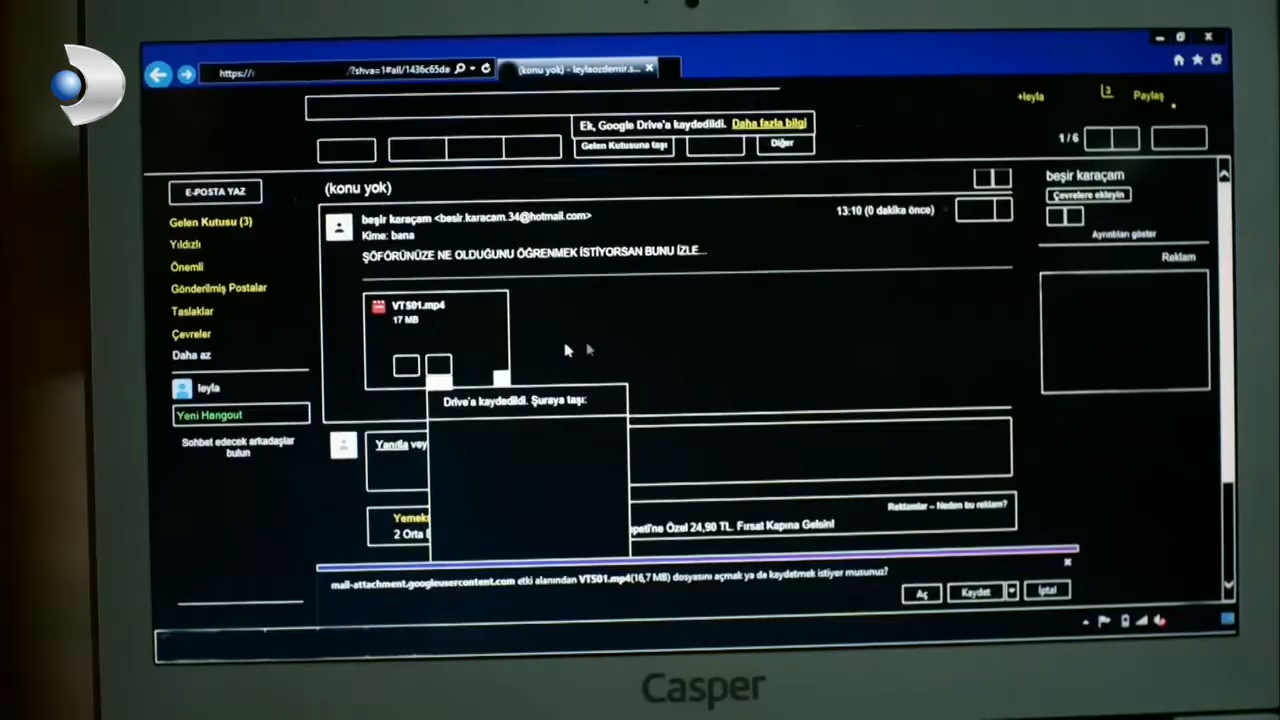 https://
/?shva=1#all/1436c65da
(konu yok) - leylaozdemir.s...
+leyla
3
Paylaş
Ek, Google Drive'a kaydedildi. Daha fazla bilgi
Gelen Kutusuna taşı
Diğer
1 / 6
E-POSTA YAZ
(konu yok)
beşir karaçam
Çevrelere ekleyin
Ayrıntıları göster
Reklam
Gelen Kutusu (3)
Yıldızlı
Önemli
Gönderilmiş Postalar
Taslaklar
Çevreler
Daha az
leyla
Yeni Hangout
Sohbet edecek arkadaşlar
bulun
beşir karaçam <besir.karacam.34@hotmail.com>
13:10 (0 dakika önce)
Kime: bana
ŞÖFÖRÜNÜZE NE OLDUĞUNU ÖĞRENMEK İSTİYORSAN BUNU İZLE...
VTS01.mp4
17 MB
Drive'a kaydedildi. Şuraya taşı:
Yanıtla vey
Reklamlar – Neden bu reklam?
Yemeks
2 Orta
peti'ne Özel 24,90 TL. Fırsat Kapına Gelsin!
mail-attachment.googleusercontent.com etki alanından VTS01.mp4(16,7 MB) dosyasını açmak ya da kaydetmek istiyor musunuz?
Aç
Kaydet
İptal
Casper